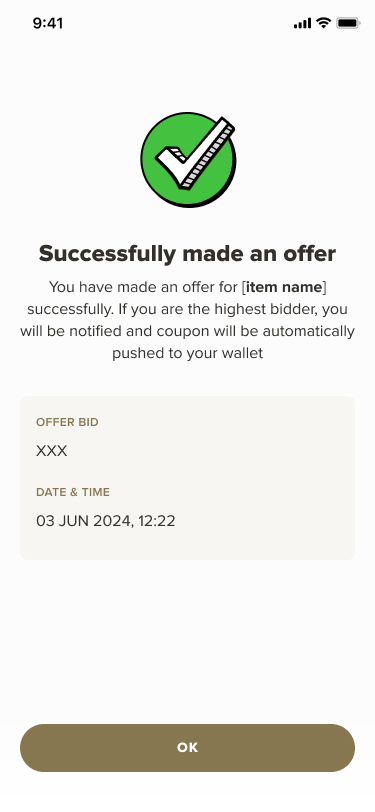 9:41
Successfully made an offer
You have made an offer for [item name]
successfully. If you are the highest bidder, you
will be notified and coupon will be automatically
pushed to your wallet
OFFER BID
XXX
DATE & TIME
03 JUN 2024, 12:22
OK